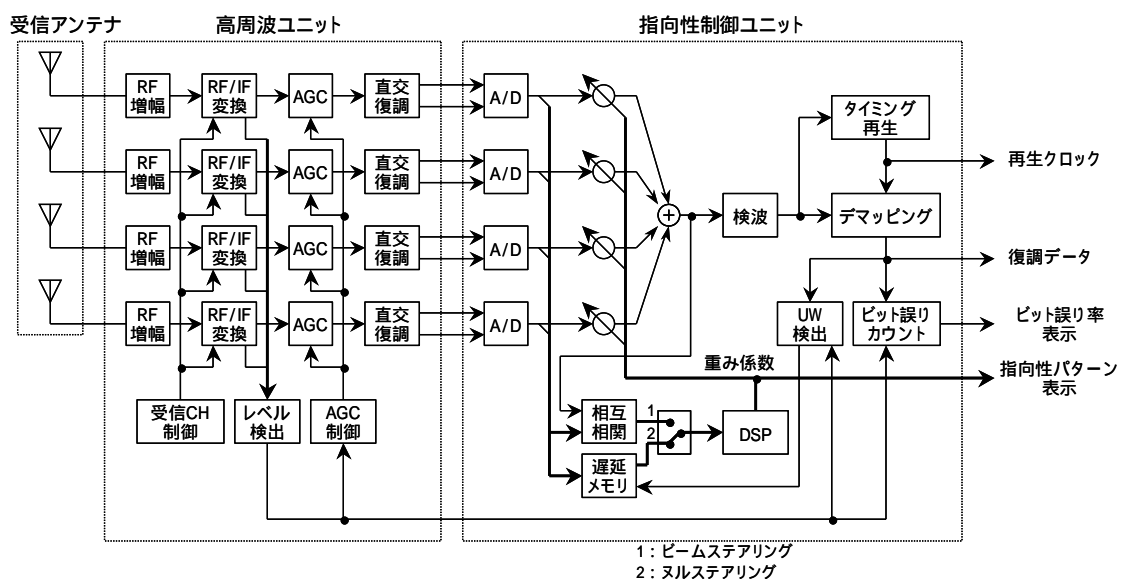 受信アンテナ
高周波ユニット
指向性制御ユニット
RF
増幅
RF/IF
変換
AGC
直交
復調
A/D
タイミング
再生
再生クロック
RF
増幅
RF/IF
変換
AGC
直交
復調
A/D
検波
デマッピング
RF
増幅
RF/IF
変換
AGC
直交
復調
A/D
復調データ
RF
増幅
RF/IF
変換
AGC
直交
復調
A/D
UW
検出
ビット誤り
カウント
ビット誤り率
表示
重み係数
指向性パターン
表示
受信CH
制御
レベル
検出
AGC
制御
相互
相関
1
2
DSP
遅延
メモリ
1：ビームステアリング
2：ヌルステアリング